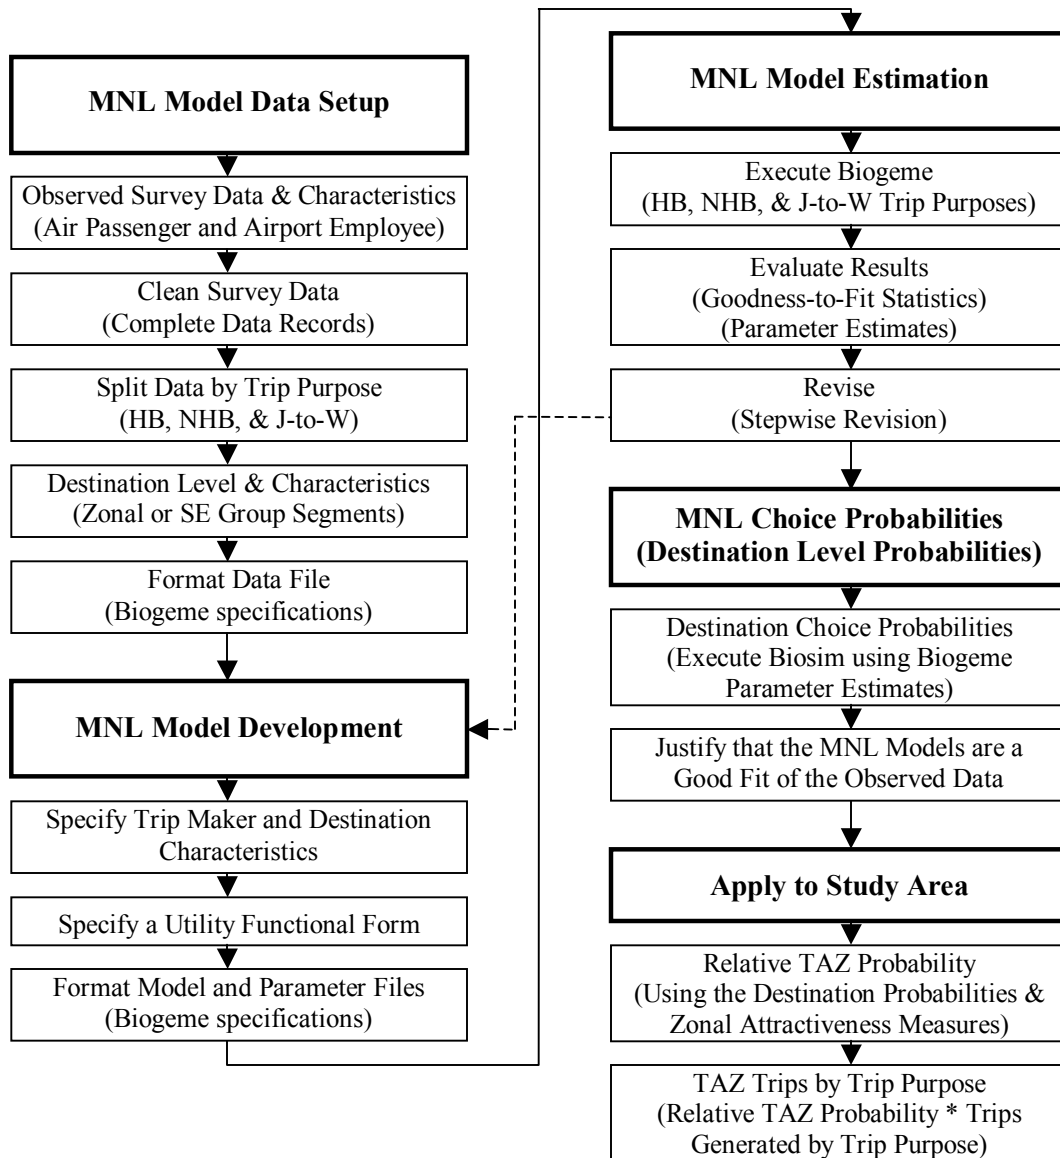 MNL Model Data Setup
Observed Survey Data & Characteristics
(Air Passenger and Airport Employee)
Clean Survey Data
(Complete Data Records)
Split Data by Trip Purpose
(HB, NHB, & J-to-W)
Destination Level & Characteristics
(Zonal or SE Group Segments)
Format Data File
(Biogeme specifications)
MNL Model Development
Specify Trip Maker and Destination
Characteristics
Specify a Utility Functional Form
Format Model and Parameter Files
(Biogeme specifications)
MNL Model Estimation
Execute Biogeme
(HB, NHB, & J-to-W Trip Purposes)
Evaluate Results
(Goodness-to-Fit Statistics)
(Parameter Estimates)
Revise
(Stepwise Revision)
MNL Choice Probabilities
(Destination Level Probabilities)
Destination Choice Probabilities
(Execute Biosim using Biogeme
Parameter Estimates)
Justify that the MNL Models are a
Good Fit of the Observed Data
Apply to Study Area
Relative TAZ Probability
(Using the Destination Probabilities &
Zonal Attractiveness Measures)
TAZ Trips by Trip Purpose
(Relative TAZ Probability * Trips
Generated by Trip Purpose)